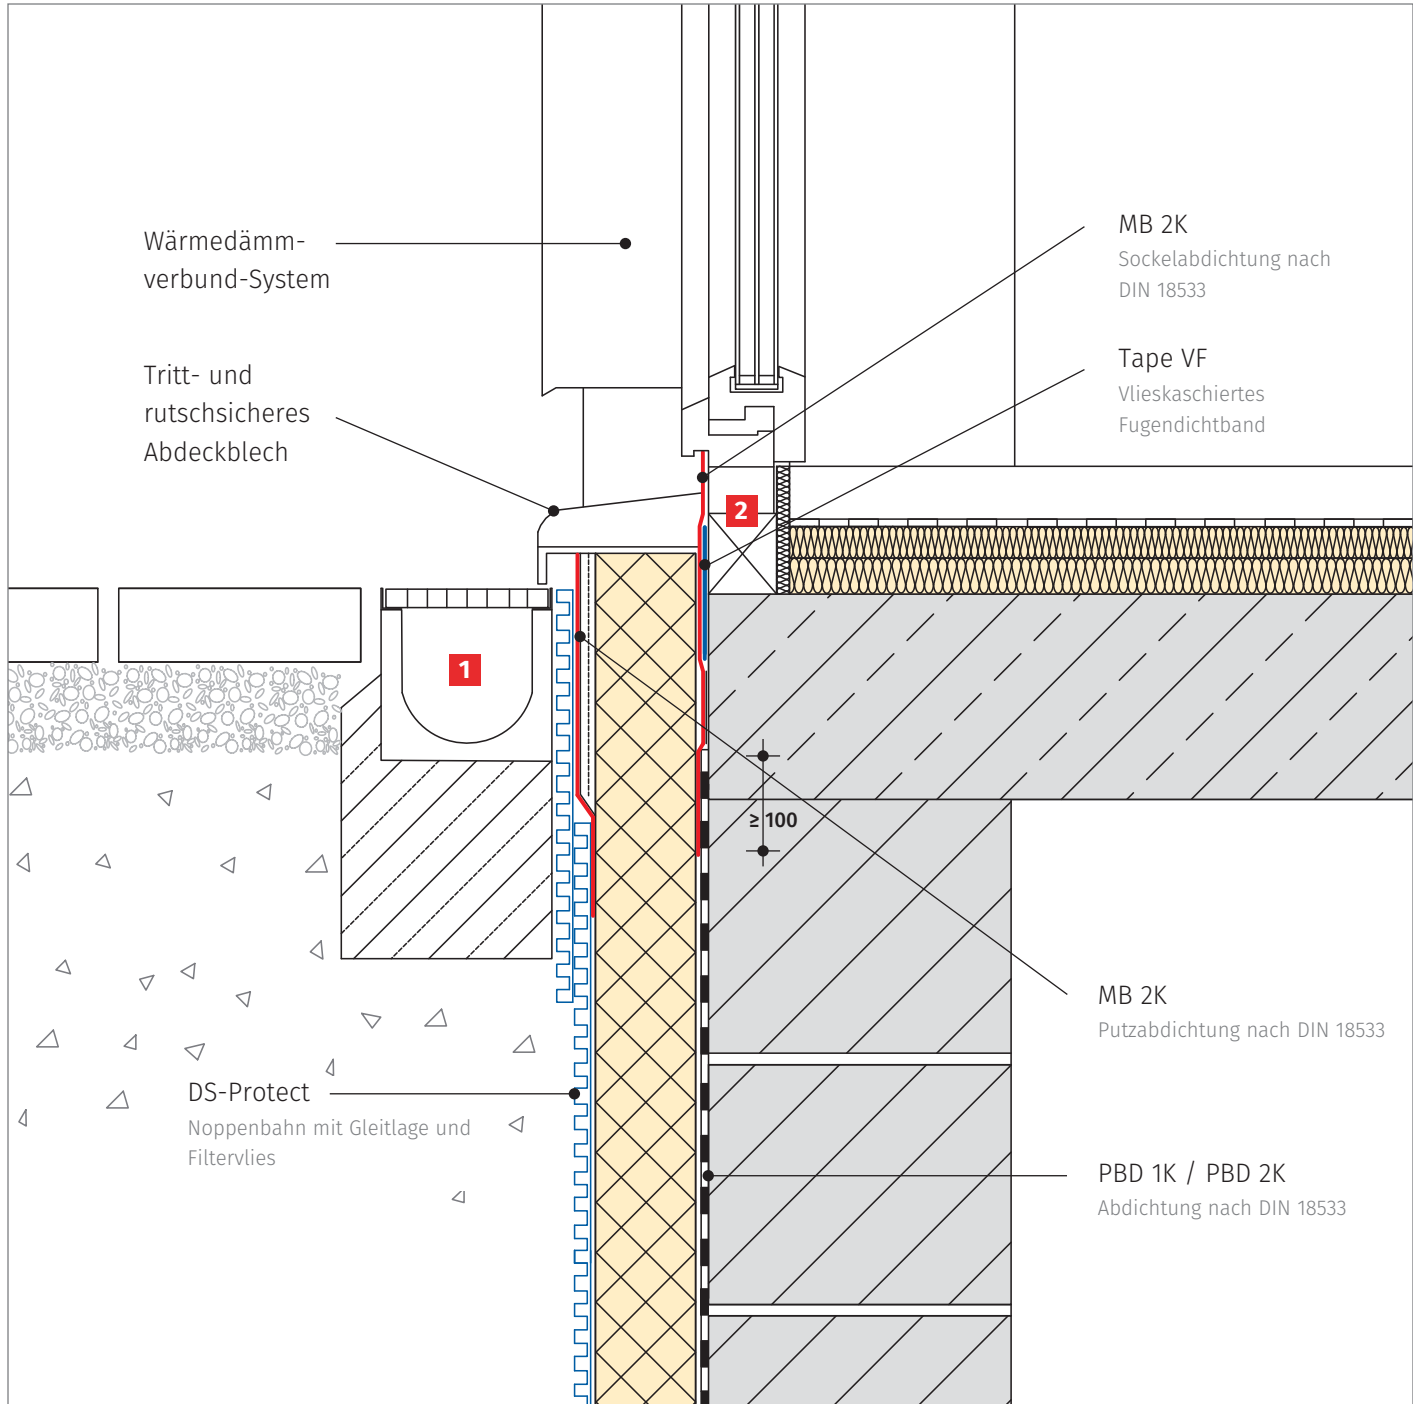 Wärmedämm-
verbund-System
Tritt- und
rutschsicheres
Abdeckblech
MB 2K
Sockelabdichtung nach
DIN 18533
Tape VF
Vlieskaschiertes
Fugendichtband
2
1
≥ 100
MB 2K
Putzabdichtung nach DIN 18533
DS-Protect
Noppenbahn mit Gleitlage und
Filtervlies
PBD 1K / PBD 2K
Abdichtung nach DIN 18533